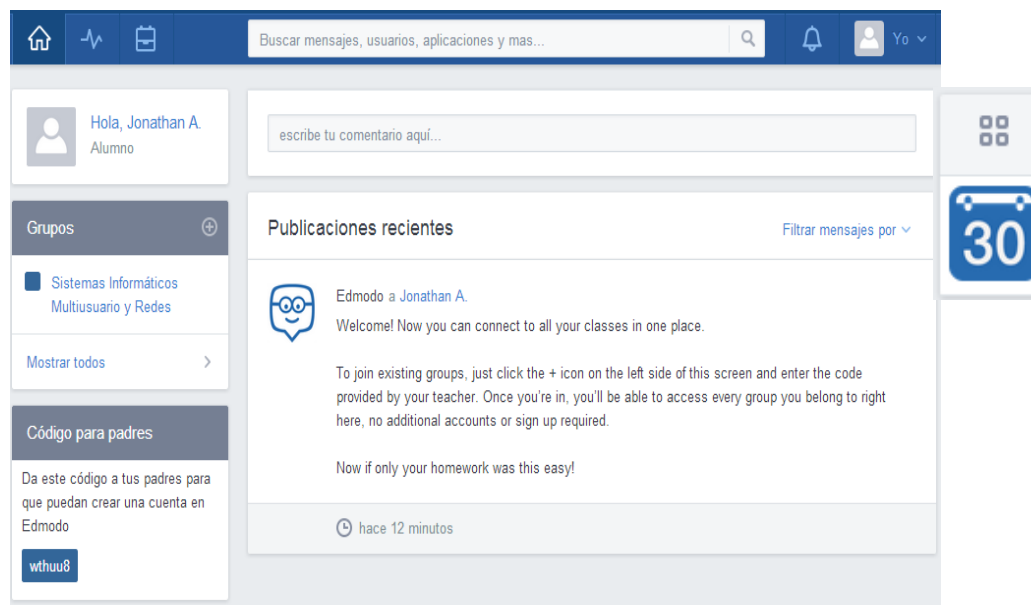 Buscar mensajes, usuarios, aplicaciones y mas...
Yo
Hola, Jonathan A.
Alumno
Grupos
Sistemas Informáticos
Multiusuario y Redes
Mostrar todos
Código para padres
Da este código a tus padres para
que puedan crear una cuenta en
Edmodo
wthuu8
escribe tu comentario aquí...
Publicaciones recientes
Filtrar mensajes por
Edmodo a Jonathan A.
Welcome! Now you can connect to all your classes in one place.
To join existing groups, just click the + icon on the left side of this screen and enter the code
provided by your teacher. Once you're in, you'll be able to access every group you belong to right
here, no additional accounts or sign up required.
Now if only your homework was this easy!
hace 12 minutos
30